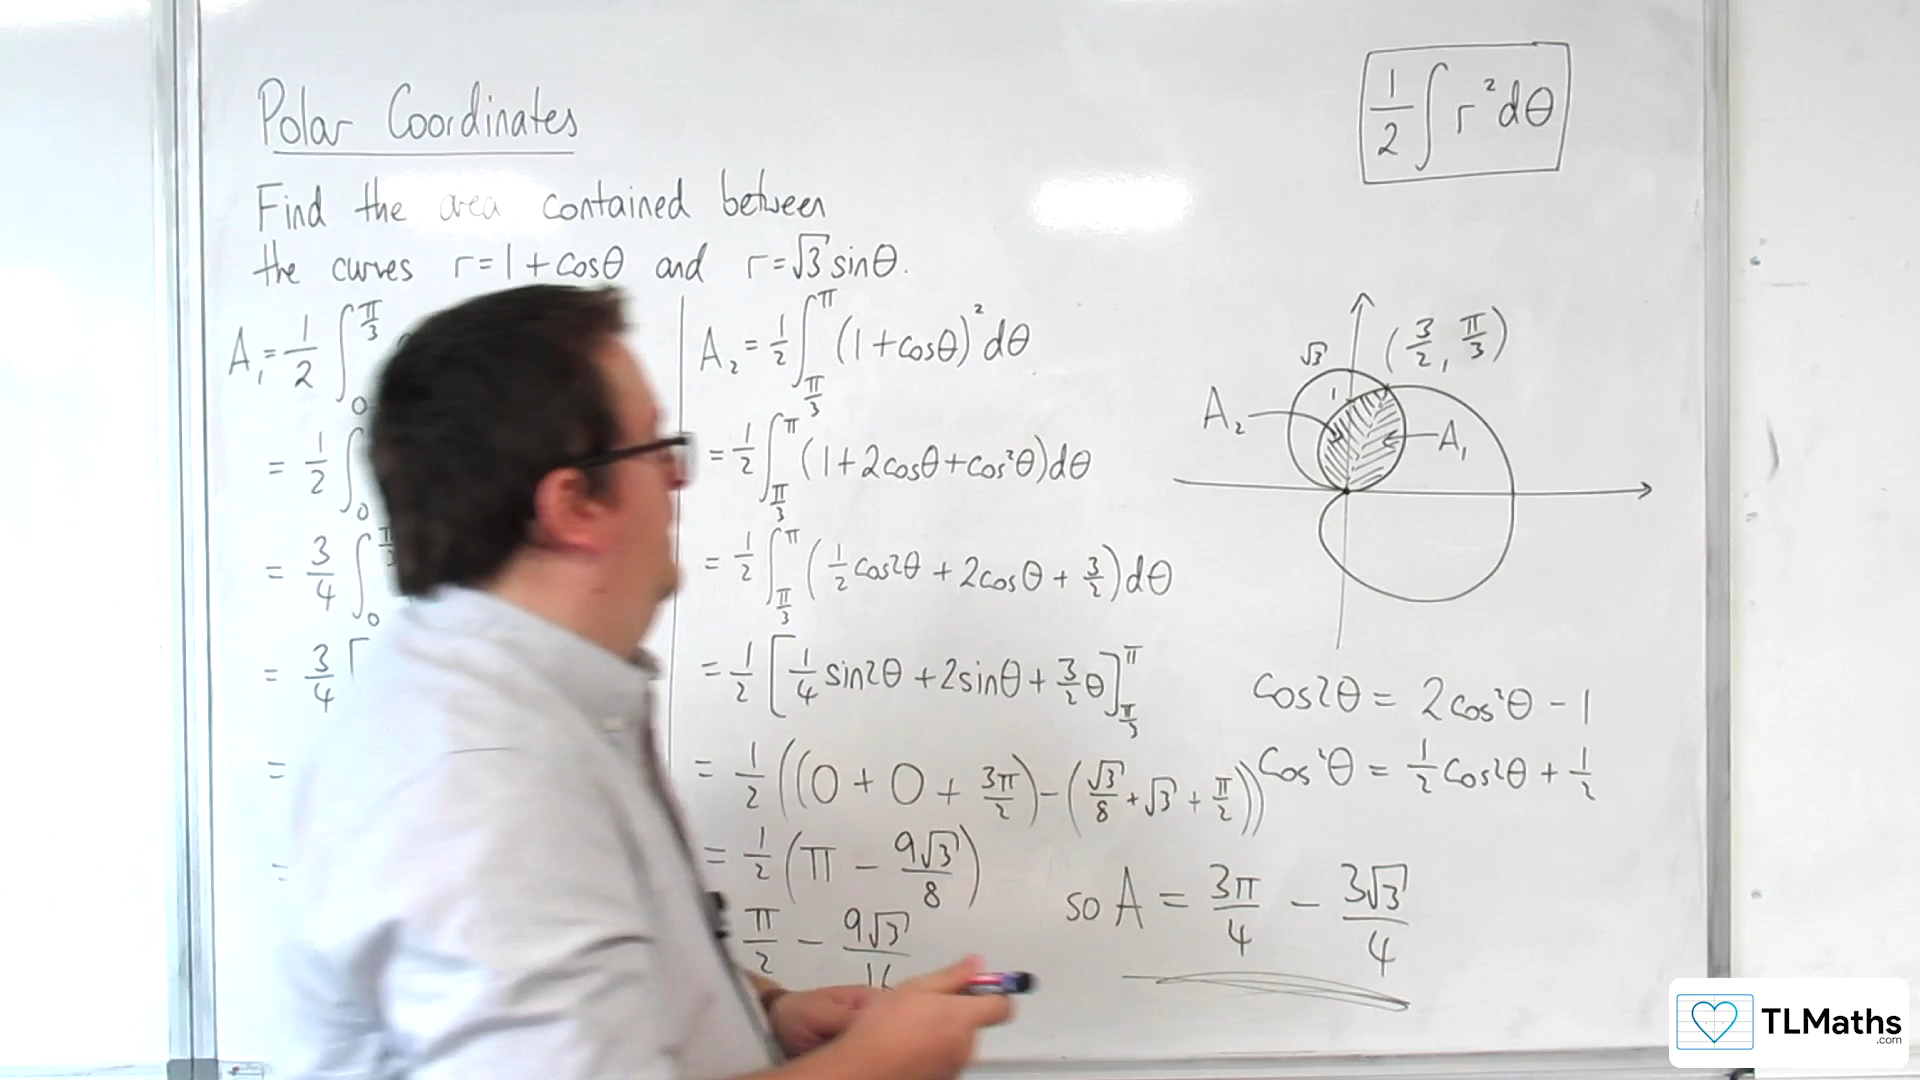 Polar Coordinates
Find the area contained between
the curves r=1+cosθ and r=√3 sinθ.
A₁ = 1/2 ∫₀^(π/3)
= 1/2 ∫₀
= 3/4 ∫₀
= 3/4 [
=
=
A₂ = 1/2 ∫_(π/3)^π (1+cosθ)² dθ
= 1/2 ∫_(π/3)^π (1+2cosθ+cos²θ)dθ
= 1/2 ∫_(π/3)^π (1/2 cos2θ + 2cosθ + 3/2)dθ
= 1/2 [1/4 sin2θ + 2sinθ + 3/2 θ]_(π/3)^π
= 1/2 ((0 + 0 + 3π/2) - (√3/8 + √3 + π/2))
= 1/2 (π - 9√3/8)
π/2 - 9√3/16
1/2 ∫ r² dθ
(3/2, π/3)
√3
1
A₂
A₁
cos2θ = 2cos²θ - 1
cos²θ = 1/2 cos2θ + 1/2
so A = 3π/4 - 3√3/4
TLMaths
.com